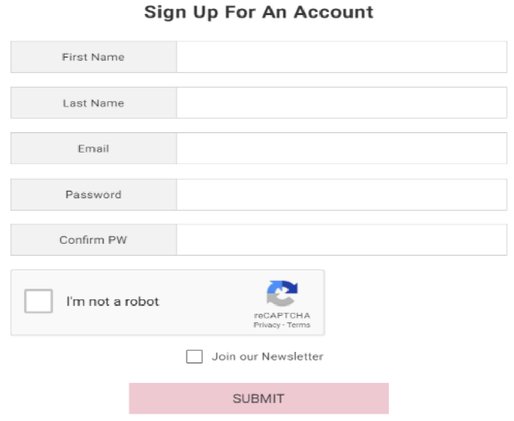 Sign Up For An Account
First Name
Last Name
Email
Password
Confirm PW
I'm not a robot
reCAPTCHA
Privacy - Terms
Join our Newsletter
SUBMIT